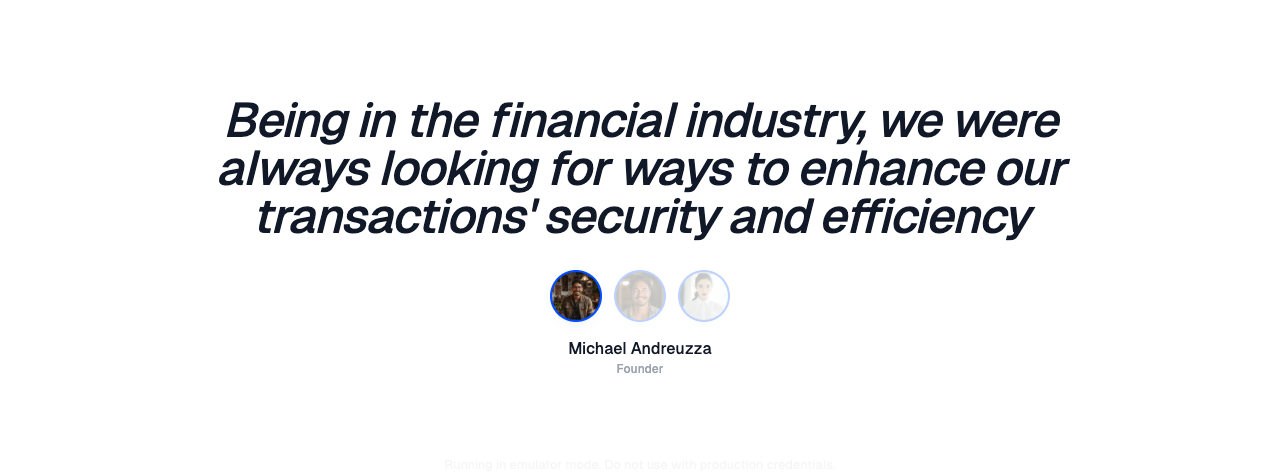 Being in the financial industry, we were
always looking for ways to enhance our
transactions' security and efficiency
Michael Andreuzza
Founder
Running in emulator mode. Do not use with production credentials.